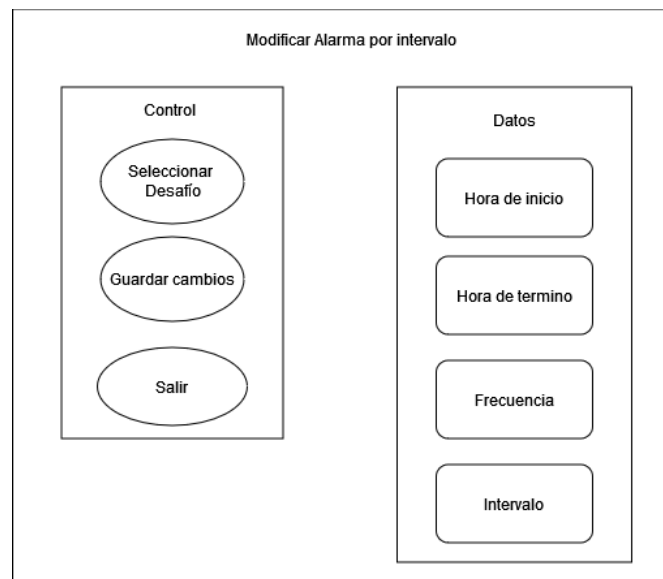 Modificar Alarma por intervalo
Control
Seleccionar
Desafío
Guardar cambios
Salir
Datos
Hora de inicio
Hora de termino
Frecuencia
Intervalo